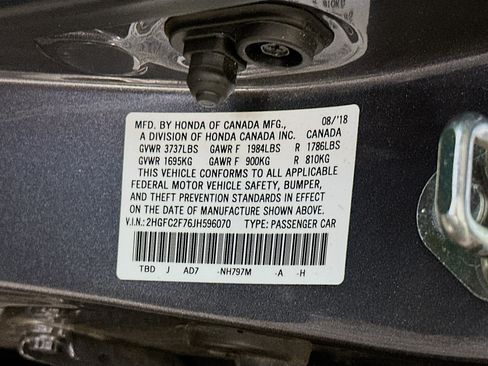 MFD. BY HONDA OF CANADA MFG., 08/'18
A DIVISION OF HONDA CANADA INC. CANADA
GVWR 3737LBS GAWR F 1984LBS R 1786LBS
GVWR 1695KG GAWR F 900KG R 810KG
THIS VEHICLE CONFORMS TO ALL APPLICABLE
FEDERAL MOTOR VEHICLE SAFETY, BUMPER,
AND THEFT PREVENTION STANDARDS IN EFFECT
ON THE DATE OF MANUFACTURE SHOWN ABOVE.
V.I.N.: 2HGFC2F76JH596070 TYPE: PASSENGER CAR
TBD J AD7 -NH797M -A -H